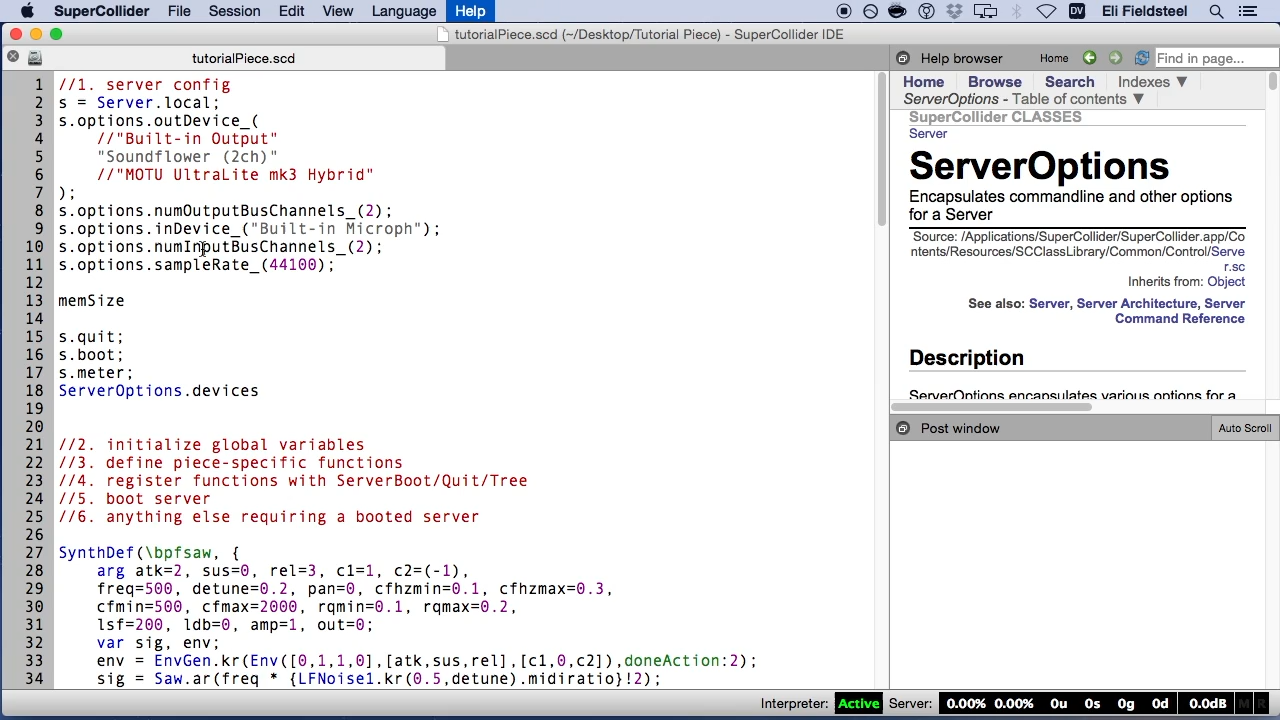 SuperCollider File Session Edit View Language Help Eli Fieldsteel
tutorialPiece.scd (~/Desktop/Tutorial Piece) - SuperCollider IDE
tutorialPiece.scd
1 //1. server config
2 s = Server.local;
3 s.options.outDevice_(
4 //"Built-in Output"
5 "Soundflower (2ch)"
6 //"MOTU UltraLite mk3 Hybrid"
7 );
8 s.options.numOutputBusChannels_(2);
9 s.options.inDevice_("Built-in Microph");
10 s.options.numInputBusChannels_(2);
11 s.options.sampleRate_(44100);
12
13 memSize
14
15 s.quit;
16 s.boot;
17 s.meter;
18 ServerOptions.devices
19
20
21 //2. initialize global variables
22 //3. define piece-specific functions
23 //4. register functions with ServerBoot/Quit/Tree
24 //5. boot server
25 //6. anything else requiring a booted server
26
27 SynthDef(\bpfsaw, {
28 arg atk=2, sus=0, rel=3, c1=1, c2=(-1),
29 freq=500, detune=0.2, pan=0, cfhzmin=0.1, cfhzmax=0.3,
30 cfmin=500, cfmax=2000, rqmin=0.1, rqmax=0.2,
31 lsf=200, ldb=0, amp=1, out=0;
32 var sig, env;
33 env = EnvGen.kr(Env([0,1,1,0],[atk,sus,rel],[c1,0,c2]),doneAction:2);
34 sig = Saw.ar(freq * {LFNoise1.kr(0.5,detune).midiratio}!2);
Help browser Home Find in page...
Home Browse Search Indexes ▼
ServerOptions - Table of contents ▼
SuperCollider CLASSES
Server
ServerOptions
Encapsulates commandline and other options
for a Server
Source: /Applications/SuperCollider/SuperCollider.app/Co
ntents/Resources/SCClassLibrary/Common/Control/Serve
r.sc
Inherits from: Object
See also: Server, Server Architecture, Server
Command Reference
Description
ServerOptions encapsulates various options for a
Post window Auto Scroll
Interpreter: Active Server: 0.00% 0.00% 0u 0s 0g 0d 0.0dB M R